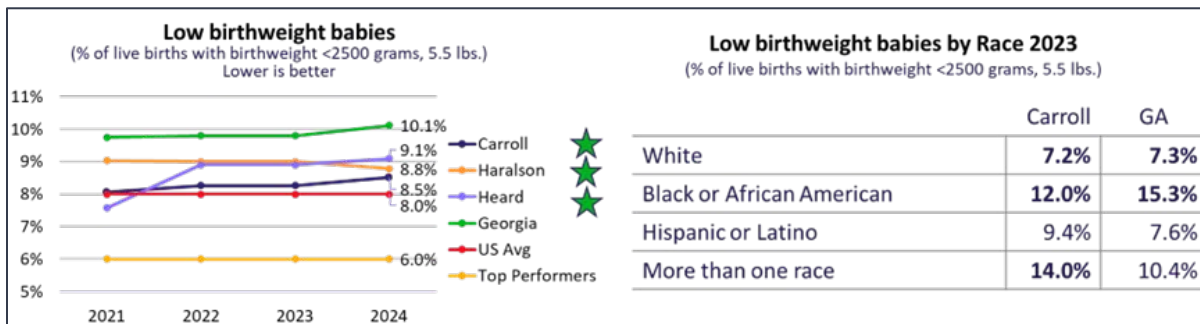 Low birthweight babies
(% of live births with birthweight <2500 grams, 5.5 lbs.)
Lower is better
11%
10%
9%
8%
7%
6%
5%
2021 2022 2023 2024
10.1%
9.1%
8.8%
8.5%
8.0%
6.0%
Carroll
Haralson
Heard
Georgia
US Avg
Top Performers
Low birthweight babies by Race 2023
(% of live births with birthweight <2500 grams, 5.5 lbs.)
Carroll GA
White 7.2% 7.3%
Black or African American 12.0% 15.3%
Hispanic or Latino 9.4% 7.6%
More than one race 14.0% 10.4%